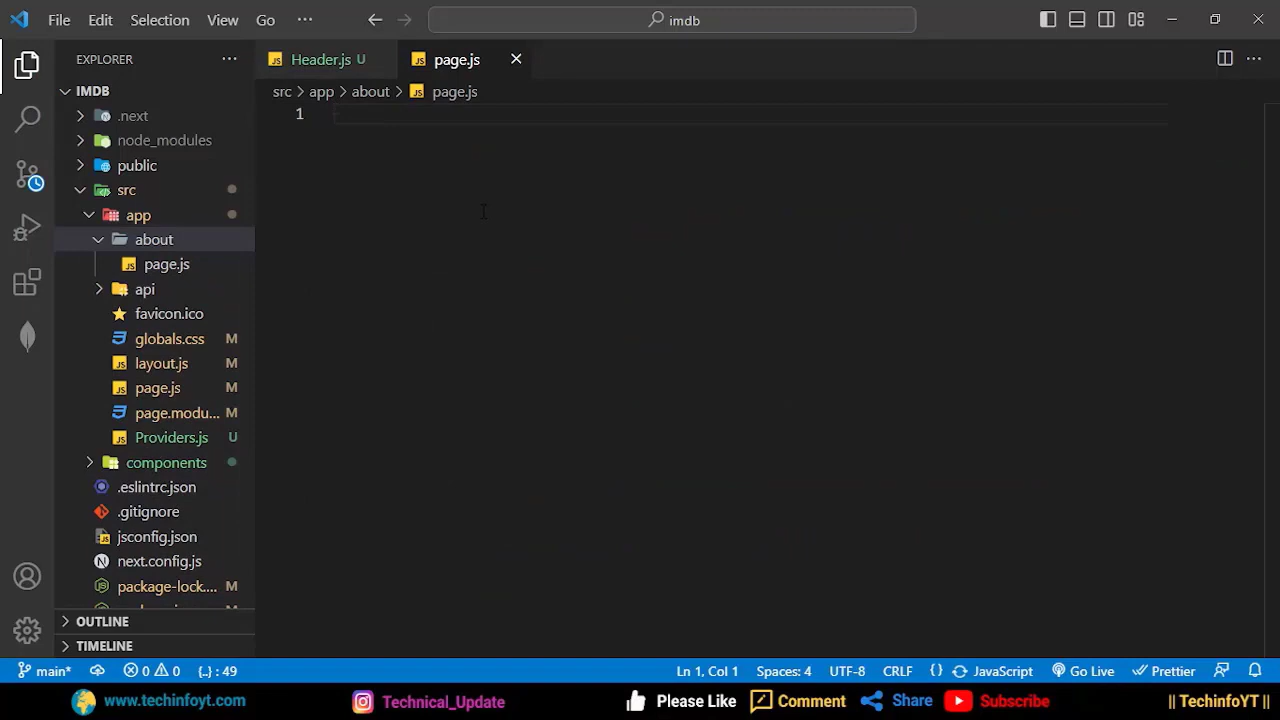 File Edit Selection View Go ··· imdb
EXPLORER ···
Header.js U page.js
IMDB
src > app > about > page.js
.next
1
node_modules
public
src
app
about
page.js
api
favicon.ico
globals.css M
layout.js M
page.js M
page.modu... M
Providers.js U
components
.eslintrc.json
.gitignore
jsconfig.json
next.config.js
package-lock.... M
OUTLINE
TIMELINE
main* 0 0 {..} : 49 Ln 1, Col 1 Spaces: 4 UTF-8 CRLF {} JavaScript Go Live Prettier
www.techinfoyt.com Technical_Update Please Like Comment Share Subscribe || TechinfoYT ||